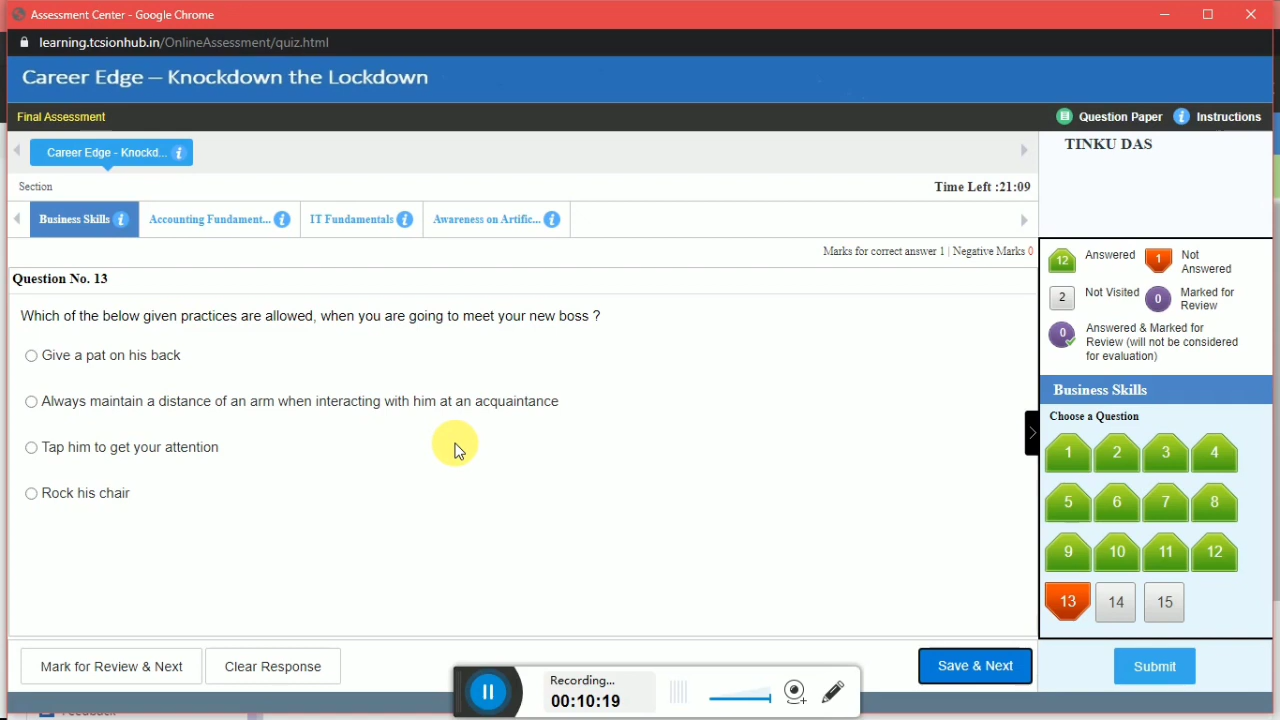 Assessment Center - Google Chrome
learning.tcsionhub.in/OnlineAssessment/quiz.html
Career Edge – Knockdown the Lockdown
Final Assessment
Question Paper
Instructions
Career Edge - Knockd...
TINKU DAS
Section
Time Left :21:09
Business Skills
Accounting Fundament...
IT Fundamentals
Awareness on Artific...
Marks for correct answer 1 | Negative Marks 0
Question No. 13
Which of the below given practices are allowed, when you are going to meet your new boss ?
Give a pat on his back
Always maintain a distance of an arm when interacting with him at an acquaintance
Tap him to get your attention
Rock his chair
12 Answered
1 Not
Answered
2 Not Visited
0 Marked for
Review
0 Answered & Marked for
Review (will not be considered
for evaluation)
Business Skills
Choose a Question
1 2 3 4
5 6 7 8
9 10 11 12
13 14 15
Mark for Review & Next
Clear Response
Save & Next
Submit
Recording...
00:10:19